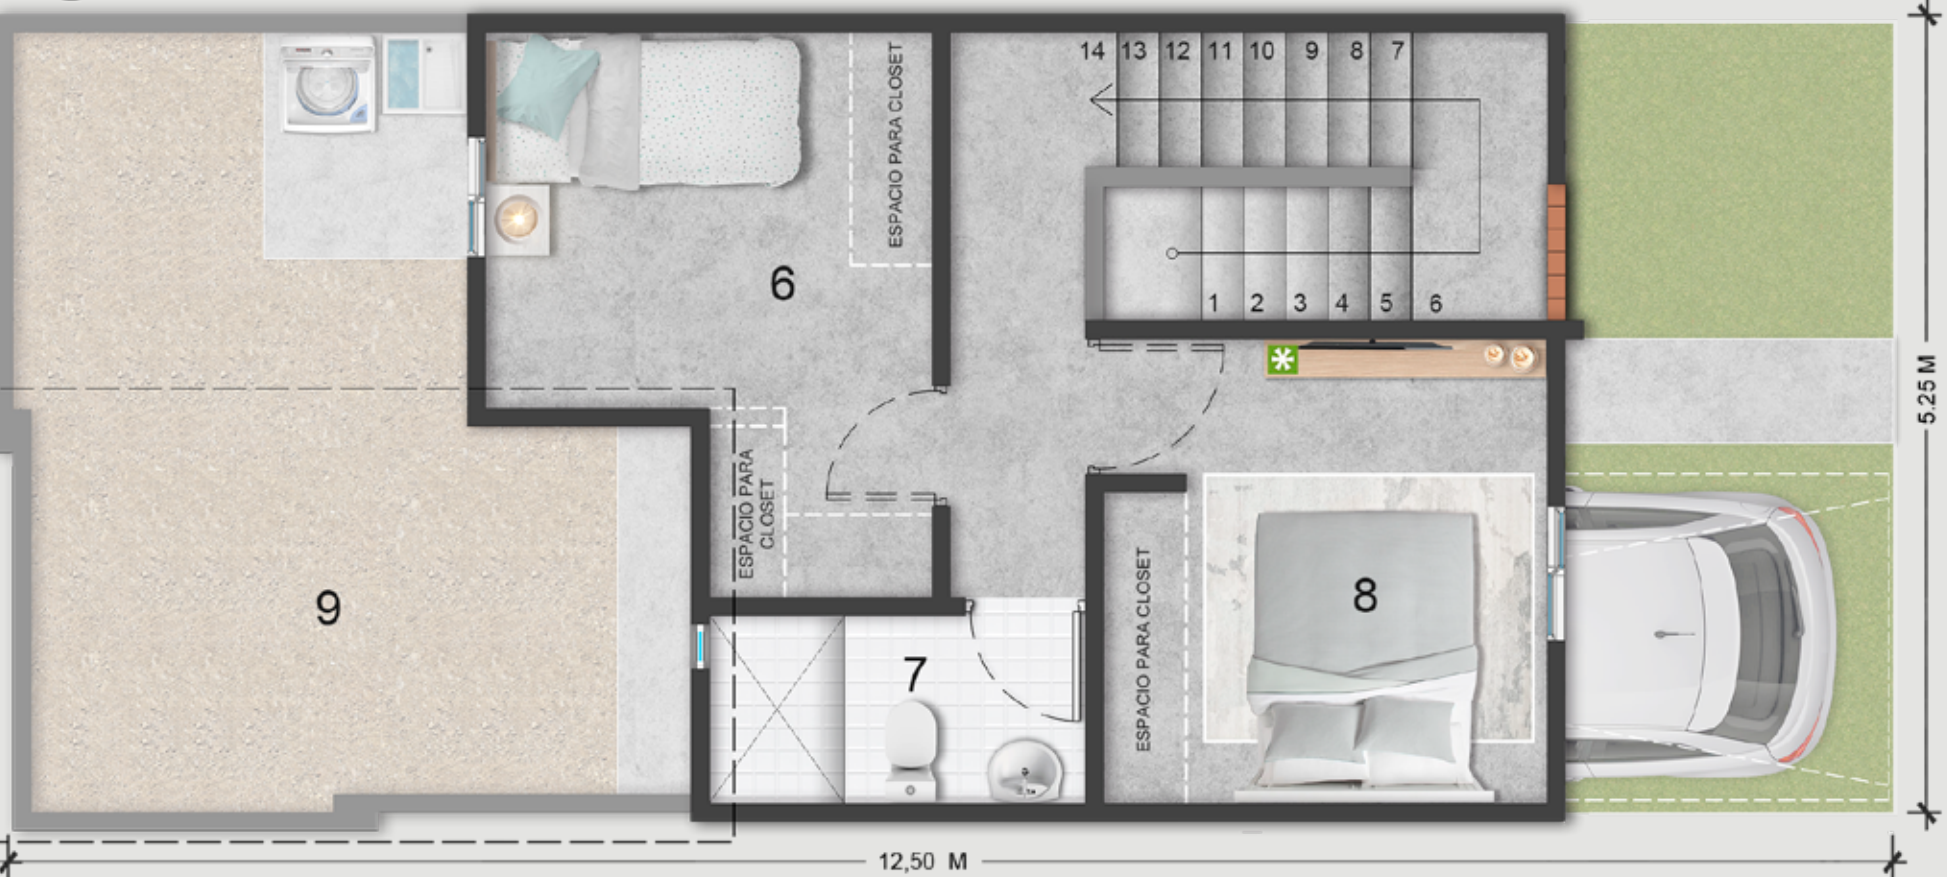 14 13 12 11 10 9 8 7
ESPACIO PARA CLOSET
6
1 2 3 4 5 6
5.25 M
ESPACIO PARA
CLOSET
ESPACIO PARA CLOSET
8
9
7
12,50 M